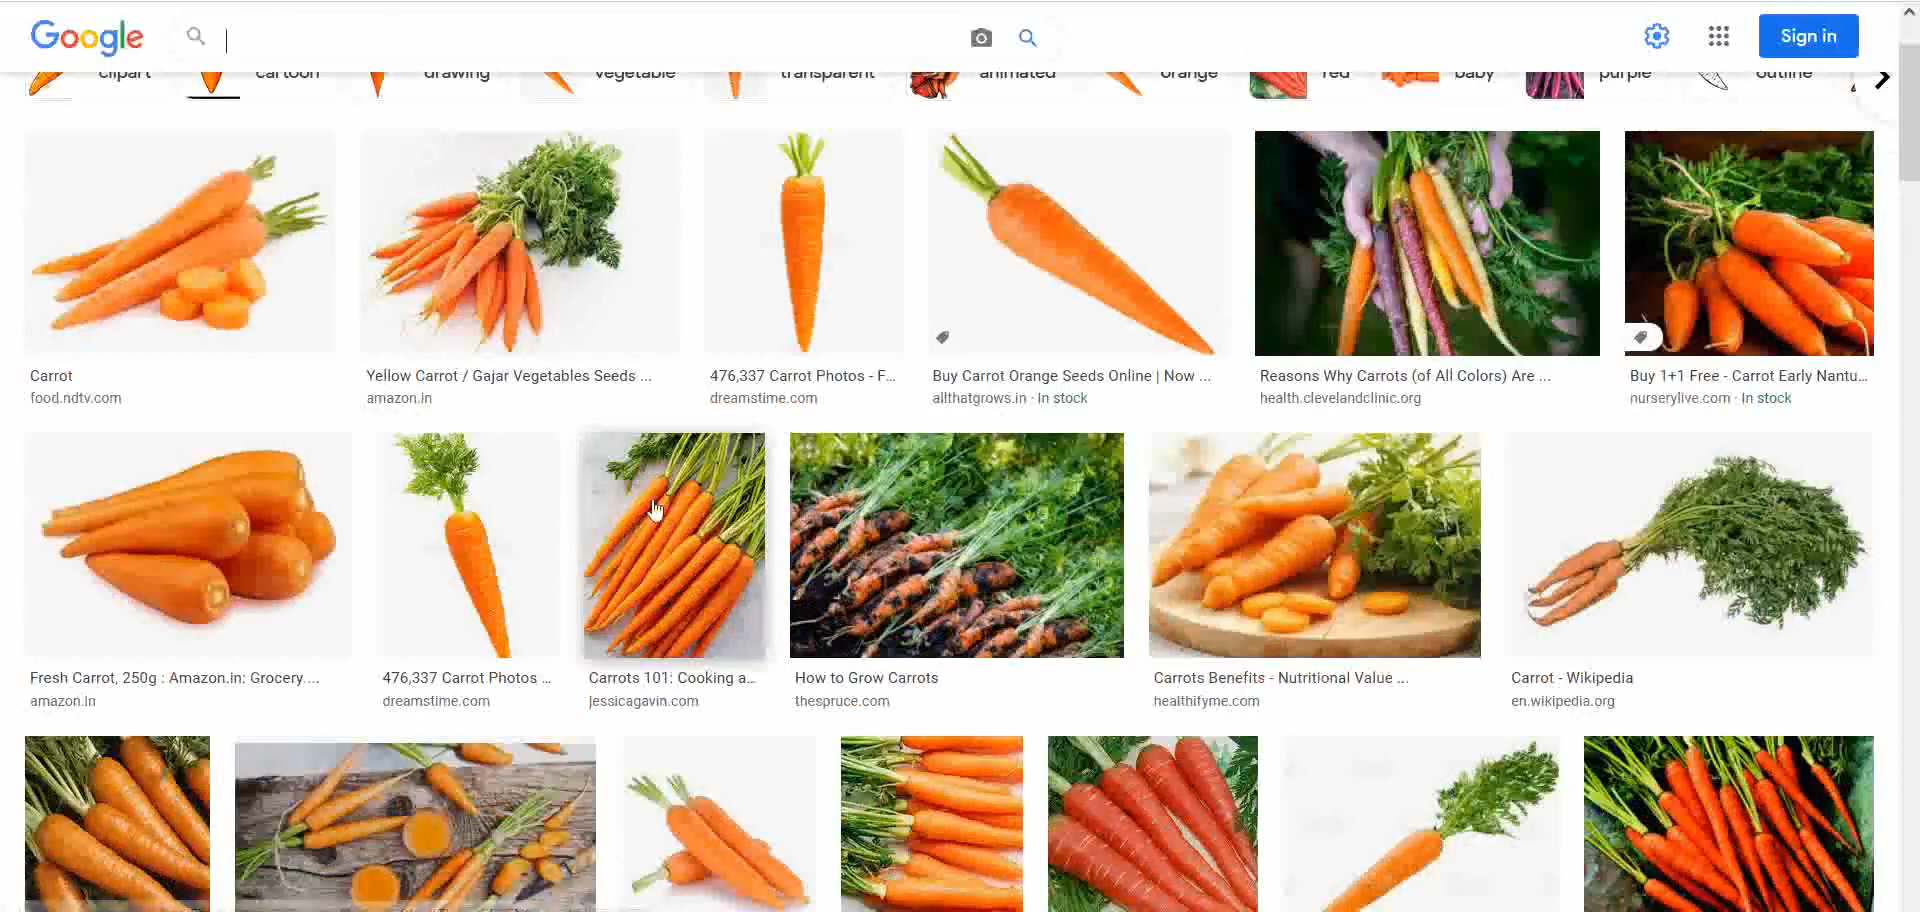 Google
Sign in
clipart cartoon drawing vegetable transparent animated orange red baby purple outline
Carrot
food.ndtv.com
Yellow Carrot / Gajar Vegetables Seeds ...
amazon.in
476,337 Carrot Photos - F...
dreamstime.com
Buy Carrot Orange Seeds Online | Now ...
allthatgrows.in · In stock
Reasons Why Carrots (of All Colors) Are ...
health.clevelandclinic.org
Buy 1+1 Free - Carrot Early Nantu...
nurserylive.com · In stock
Fresh Carrot, 250g : Amazon.in: Grocery ...
amazon.in
476,337 Carrot Photos ...
dreamstime.com
Carrots 101: Cooking a...
jessicagavin.com
How to Grow Carrots
thespruce.com
Carrots Benefits - Nutritional Value ...
healthifyme.com
Carrot - Wikipedia
en.wikipedia.org